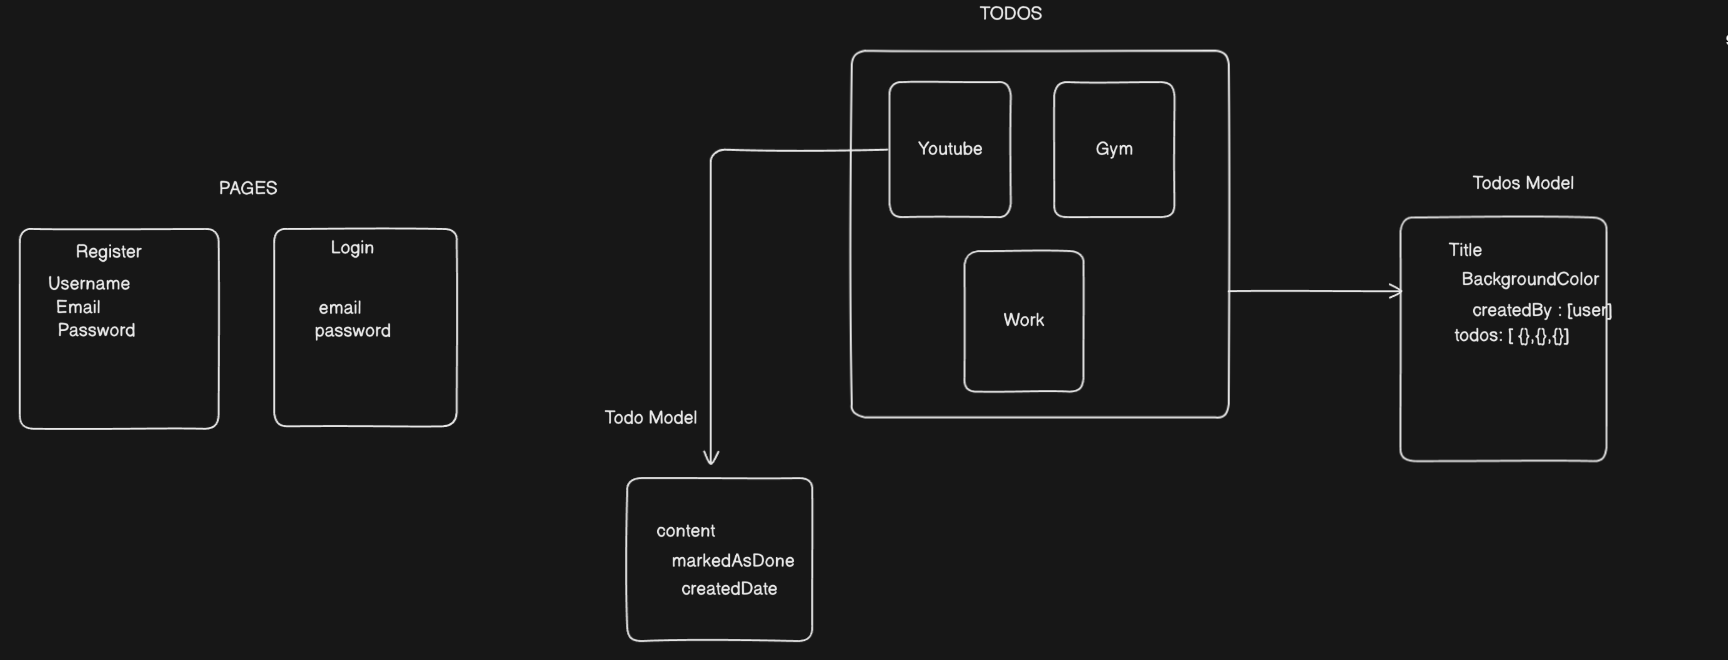 TODOS
Youtube
Gym
Work
PAGES
Register
Username
Email
Password
Login
email
password
Todo Model
content
markedAsDone
createdDate
Todos Model
Title
BackgroundColor
createdBy : [user]
todos: [ {},{},{}]